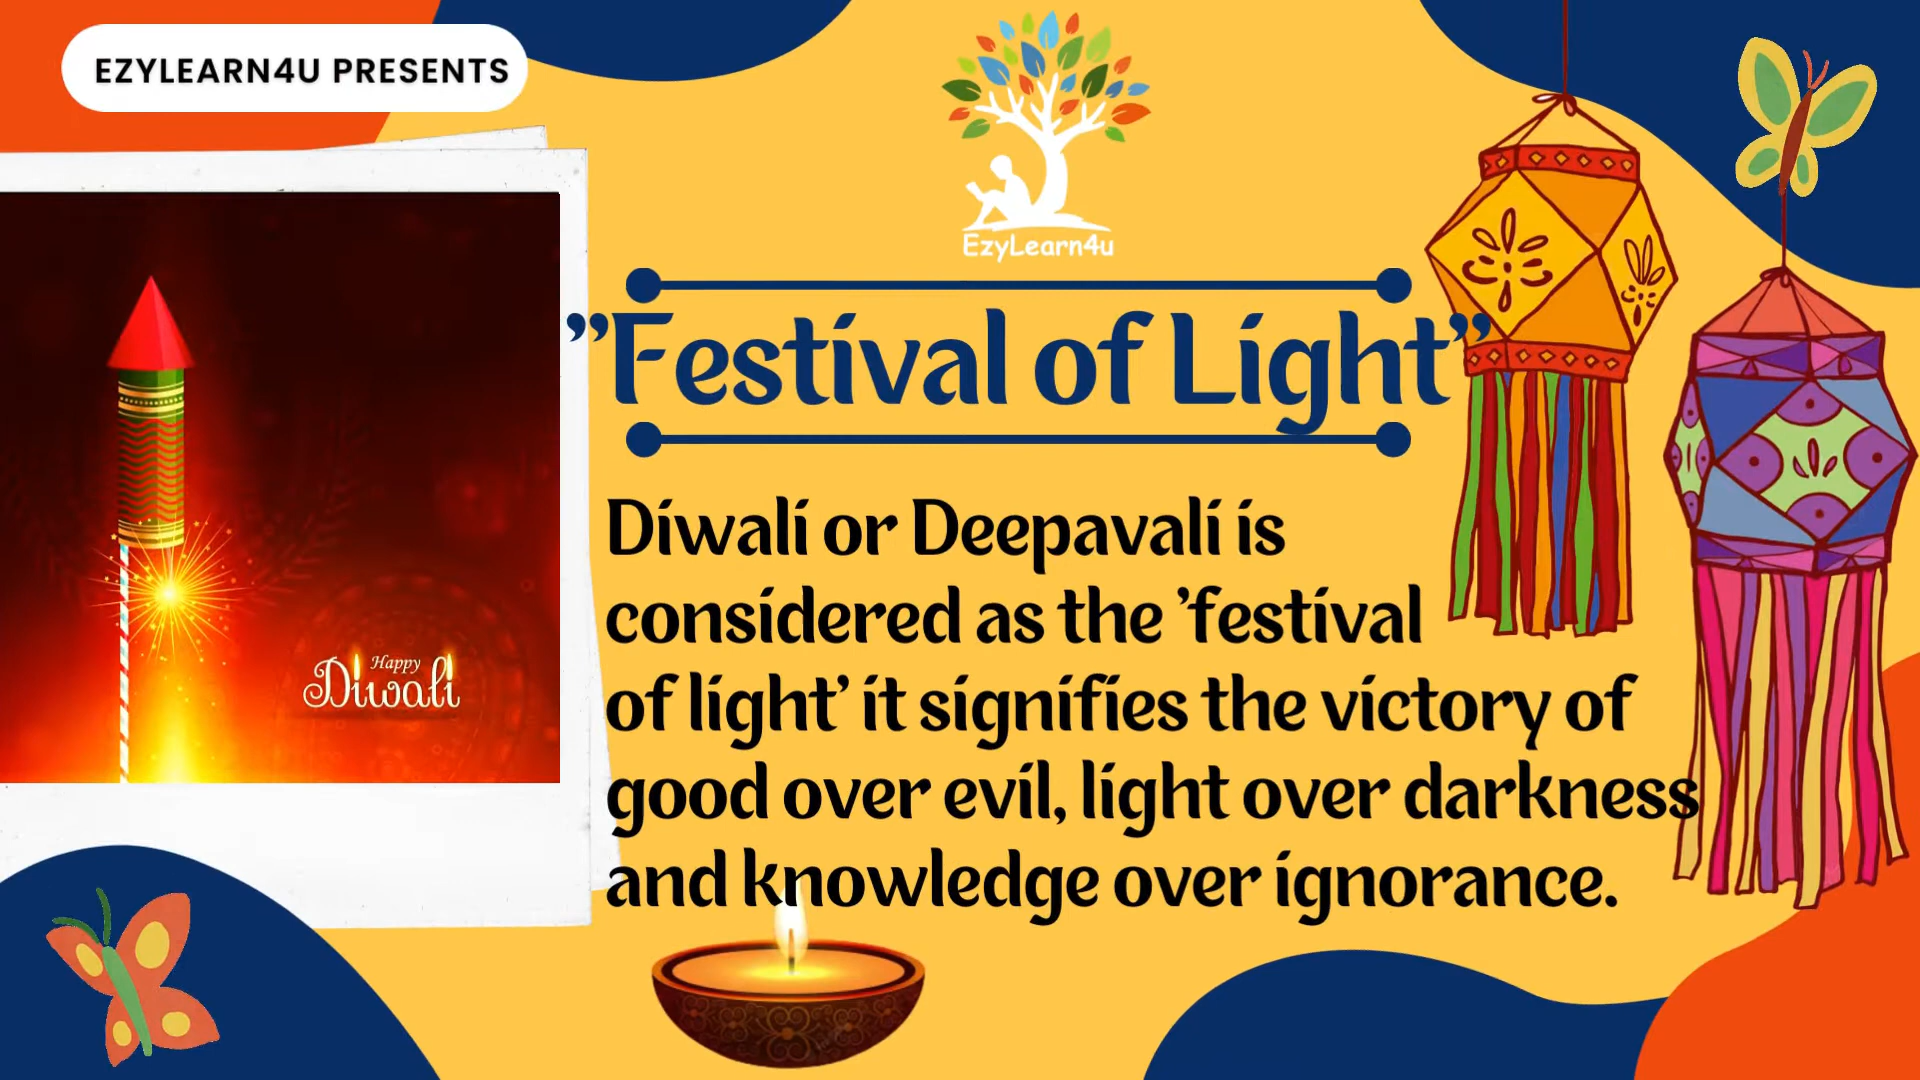 EZYLEARN4U PRESENTS
EzyLearn4u
”Festival of Light”
Diwali or Deepavali is
considered as the ’festival
of light’ it signifies the victory of
good over evil, light over darkness
and knowledge over ignorance.
Happy
Diwali